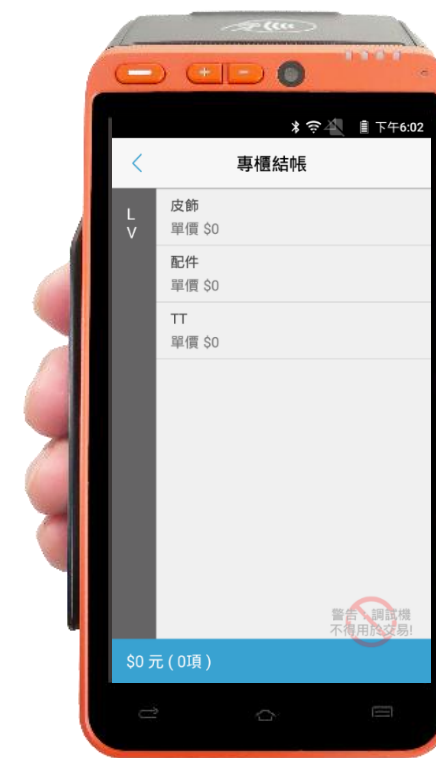 下午6:02
專櫃結帳
L
V
皮飾
單價 $0
配件
單價 $0
TT
單價 $0
警告、調試機
不得用於交易!
$0 元 ( 0項 )